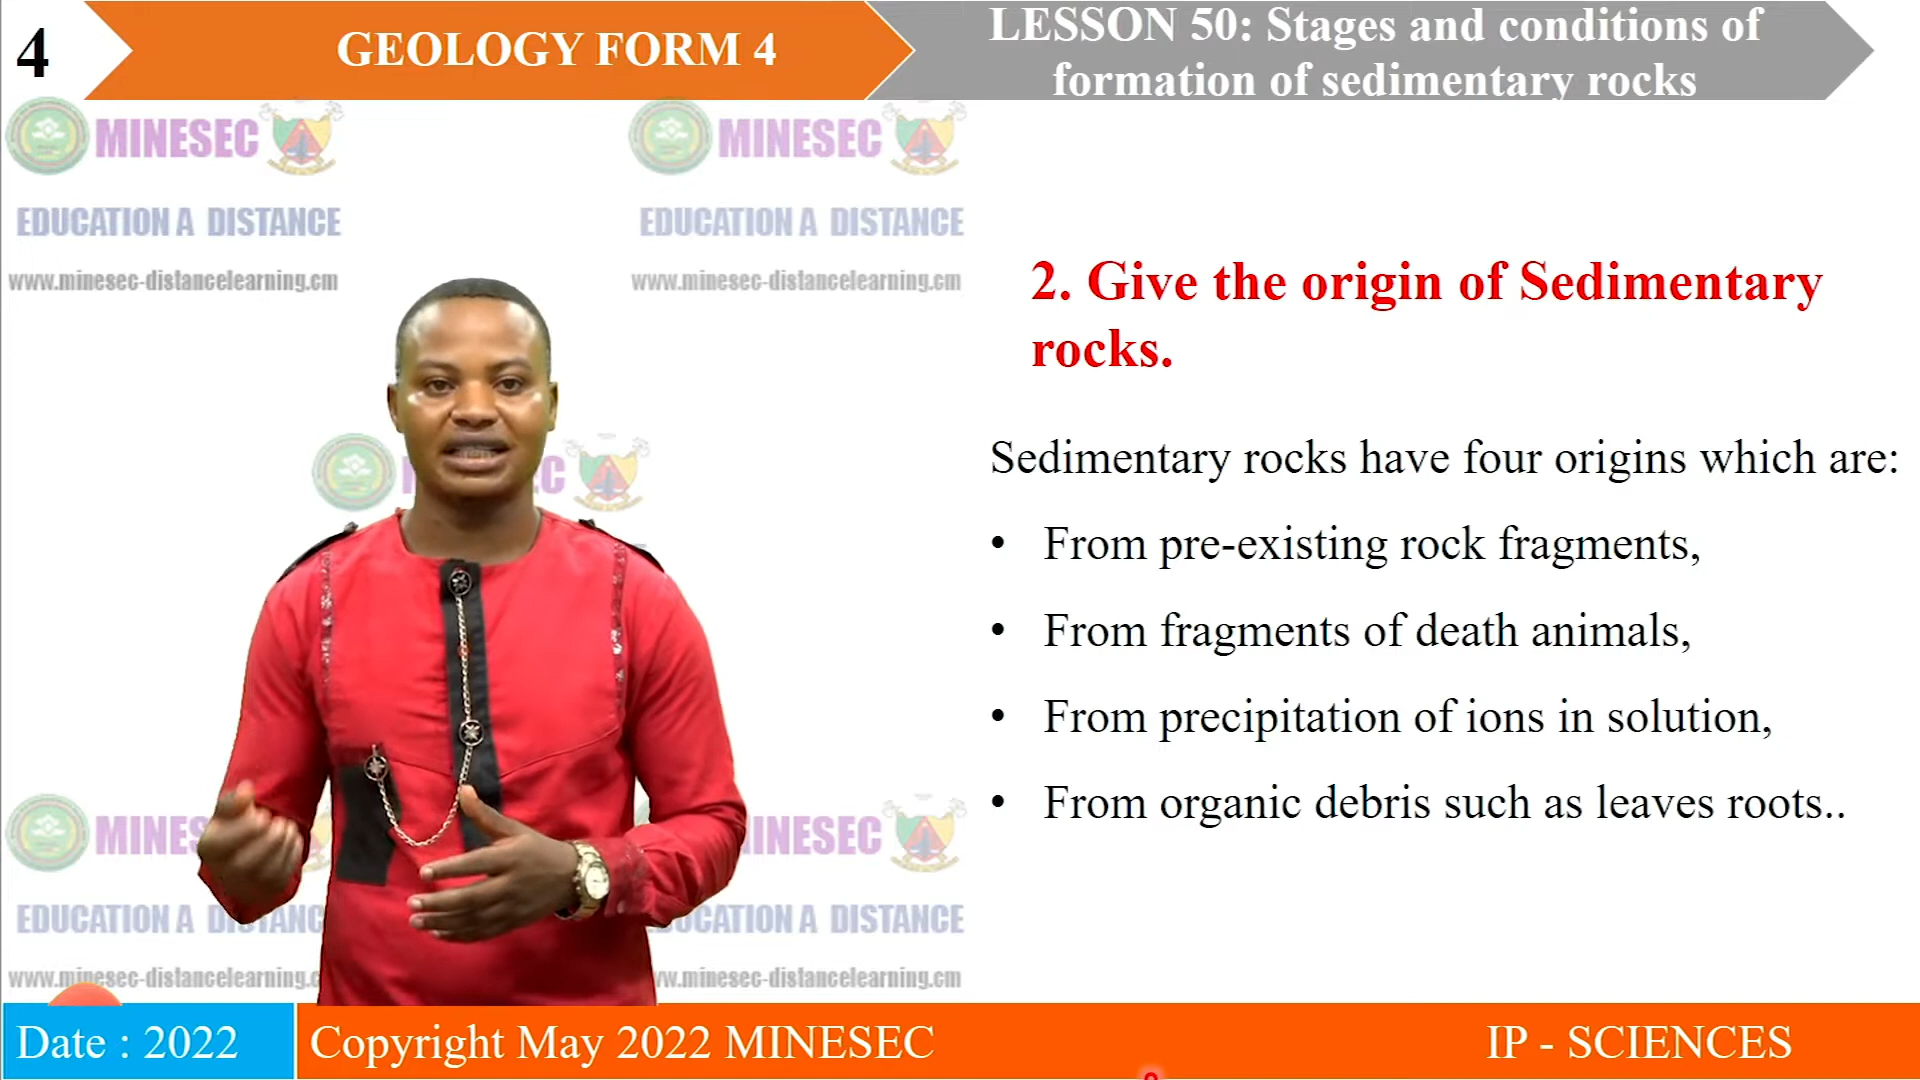 4
GEOLOGY FORM 4
LESSON 50: Stages and conditions of
formation of sedimentary rocks
MINESEC
MINESEC
EDUCATION A DISTANCE
EDUCATION A DISTANCE
www.minesec-distancelearning.cm
www.minesec-distancelearning.cm
2. Give the origin of Sedimentary
rocks.
Sedimentary rocks have four origins which are:
• From pre-existing rock fragments,
• From fragments of death animals,
• From precipitation of ions in solution,
• From organic debris such as leaves roots..
EDUCATION A
DISTANCE
www.minesec-distancelearning.cm
Date : 2022
Copyright May 2022 MINESEC
IP - SCIENCES